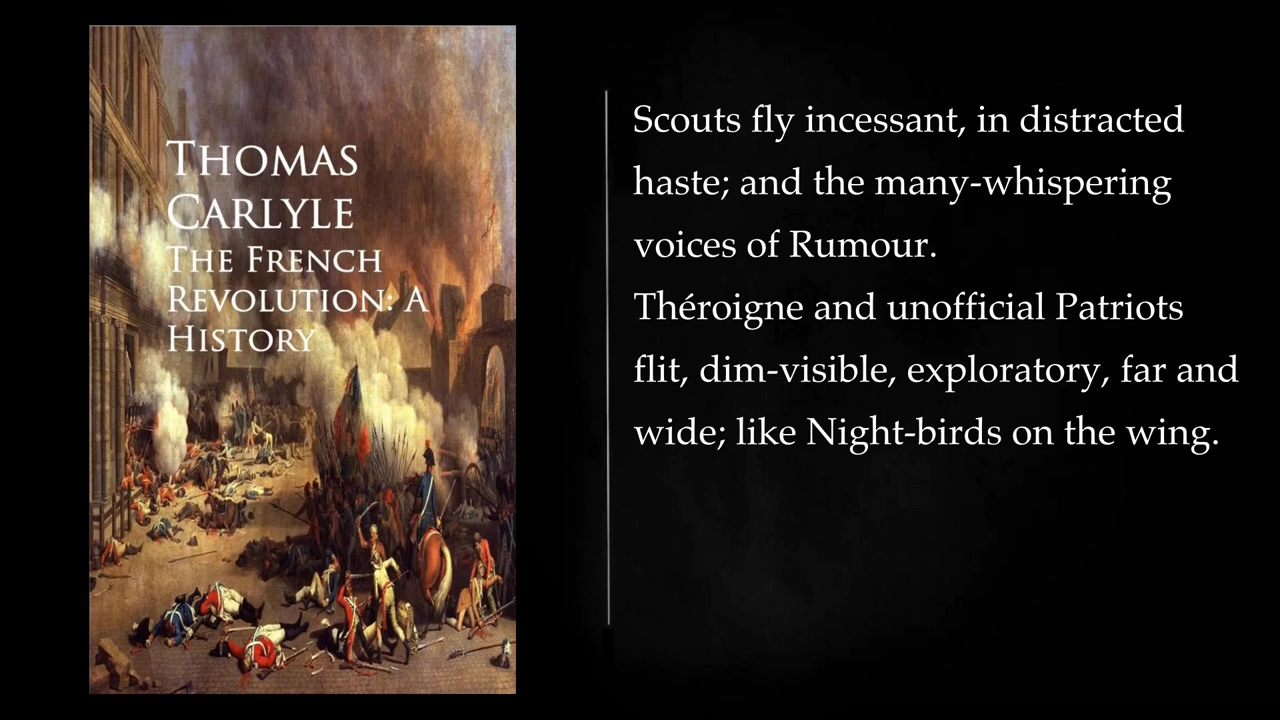 THOMAS
CARLYLE
THE FRENCH
REVOLUTION: A
HISTORY
Scouts fly incessant, in distracted
haste; and the many-whispering
voices of Rumour.
Théroigne and unofficial Patriots
flit, dim-visible, exploratory, far and
wide; like Night-birds on the wing.